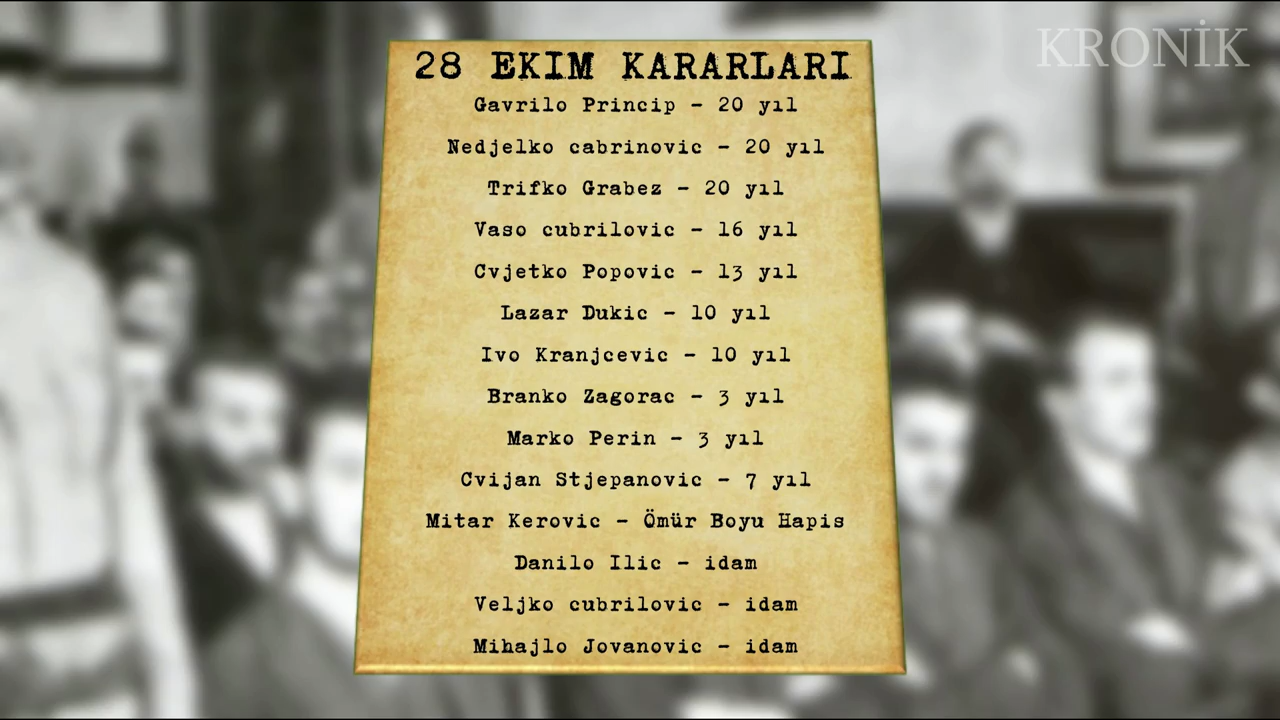 KRONİK
28 EKIM KARARLARI
Gavrilo Princip - 20 yıl
Nedjelko cabrinovic - 20 yıl
Trifko Grabez - 20 yıl
Vaso cubrilovic - 16 yıl
Cvjetko Popovic - 13 yıl
Lazar Dukic - 10 yıl
Ivo Kranjcevic - 10 yıl
Branko Zagorac - 3 yıl
Marko Perin - 3 yıl
Cvijan Stjepanovic - 7 yıl
Mitar Kerovic - Ömür Boyu Hapis
Danilo Ilic - idam
Veljko cubrilovic - idam
Mihajlo Jovanovic - idam